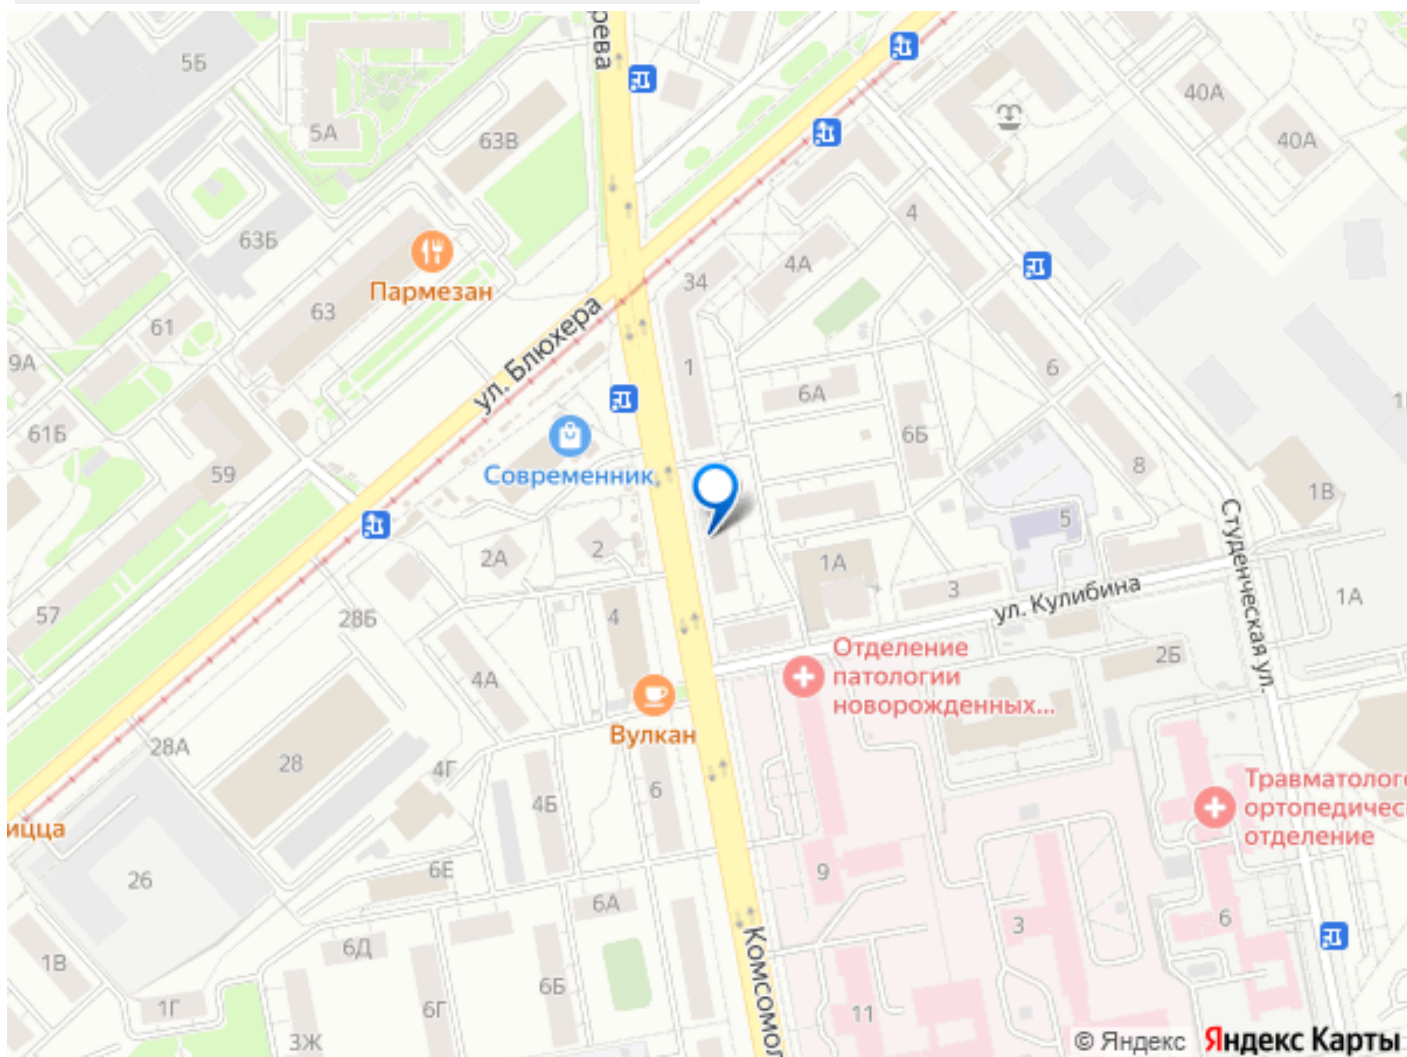 рева
5Б
5А
63В
40А
40А
63Б
4
34
4А
Пармезан
63
61
9А
ул. Блюхера
1
6
6А
61Б
59
6Б
8
Современник
1В
5
2А
2
1А
3
ул. Кулибина
Студенческая ул.
1А
57
28Б
4
Отделение
патологии
новорожденных...
2Б
4А
Вулкан
28А
28
4Г
4Б
6
Травматолог
ортопедичес
отделение
ицца
26
6Е
9
6А
3
6
Комсомол
1В
6Д
6Б
1Г
6Г
11
3Ж
© Яндекс Яндекс Карты